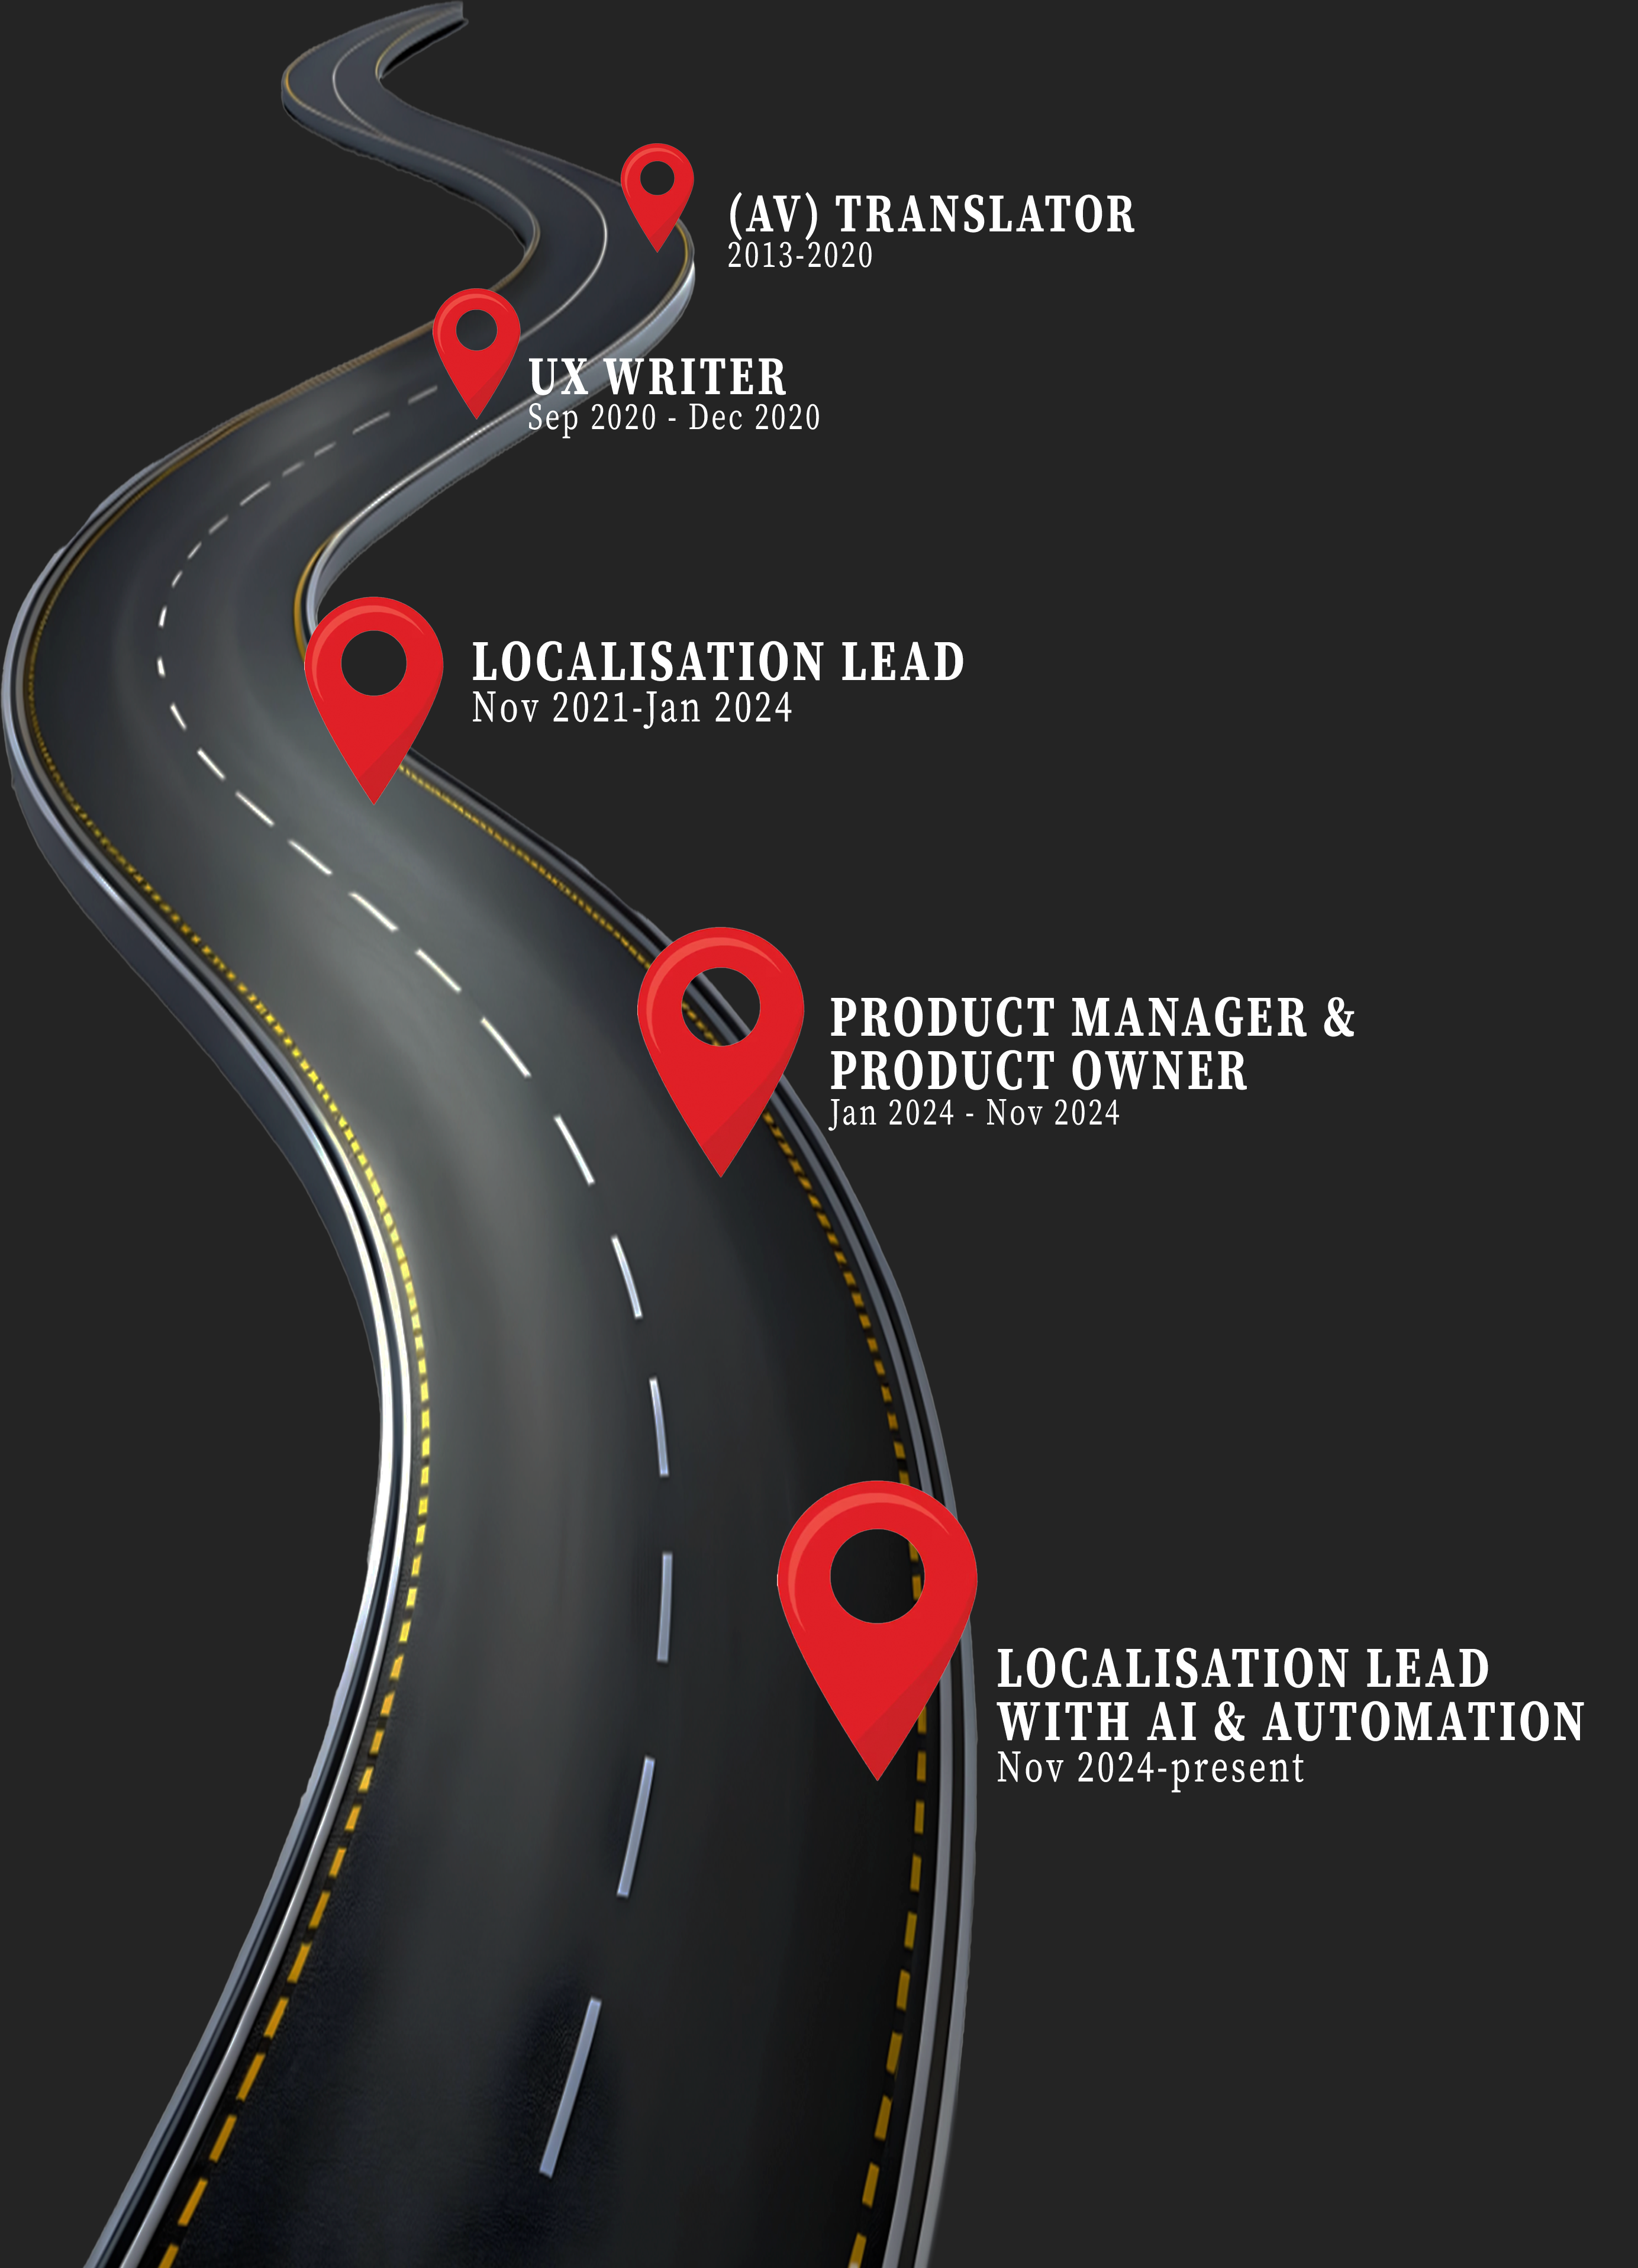 (AV) TRANSLATOR
2013-2020
UX WRITER
Sep 2020 - Dec 2020
LOCALISATION LEAD
Nov 2021-Jan 2024
PRODUCT MANAGER &
PRODUCT OWNER
Jan 2024 - Nov 2024
LOCALISATION LEAD
WITH AI & AUTOMATION
Nov 2024-present